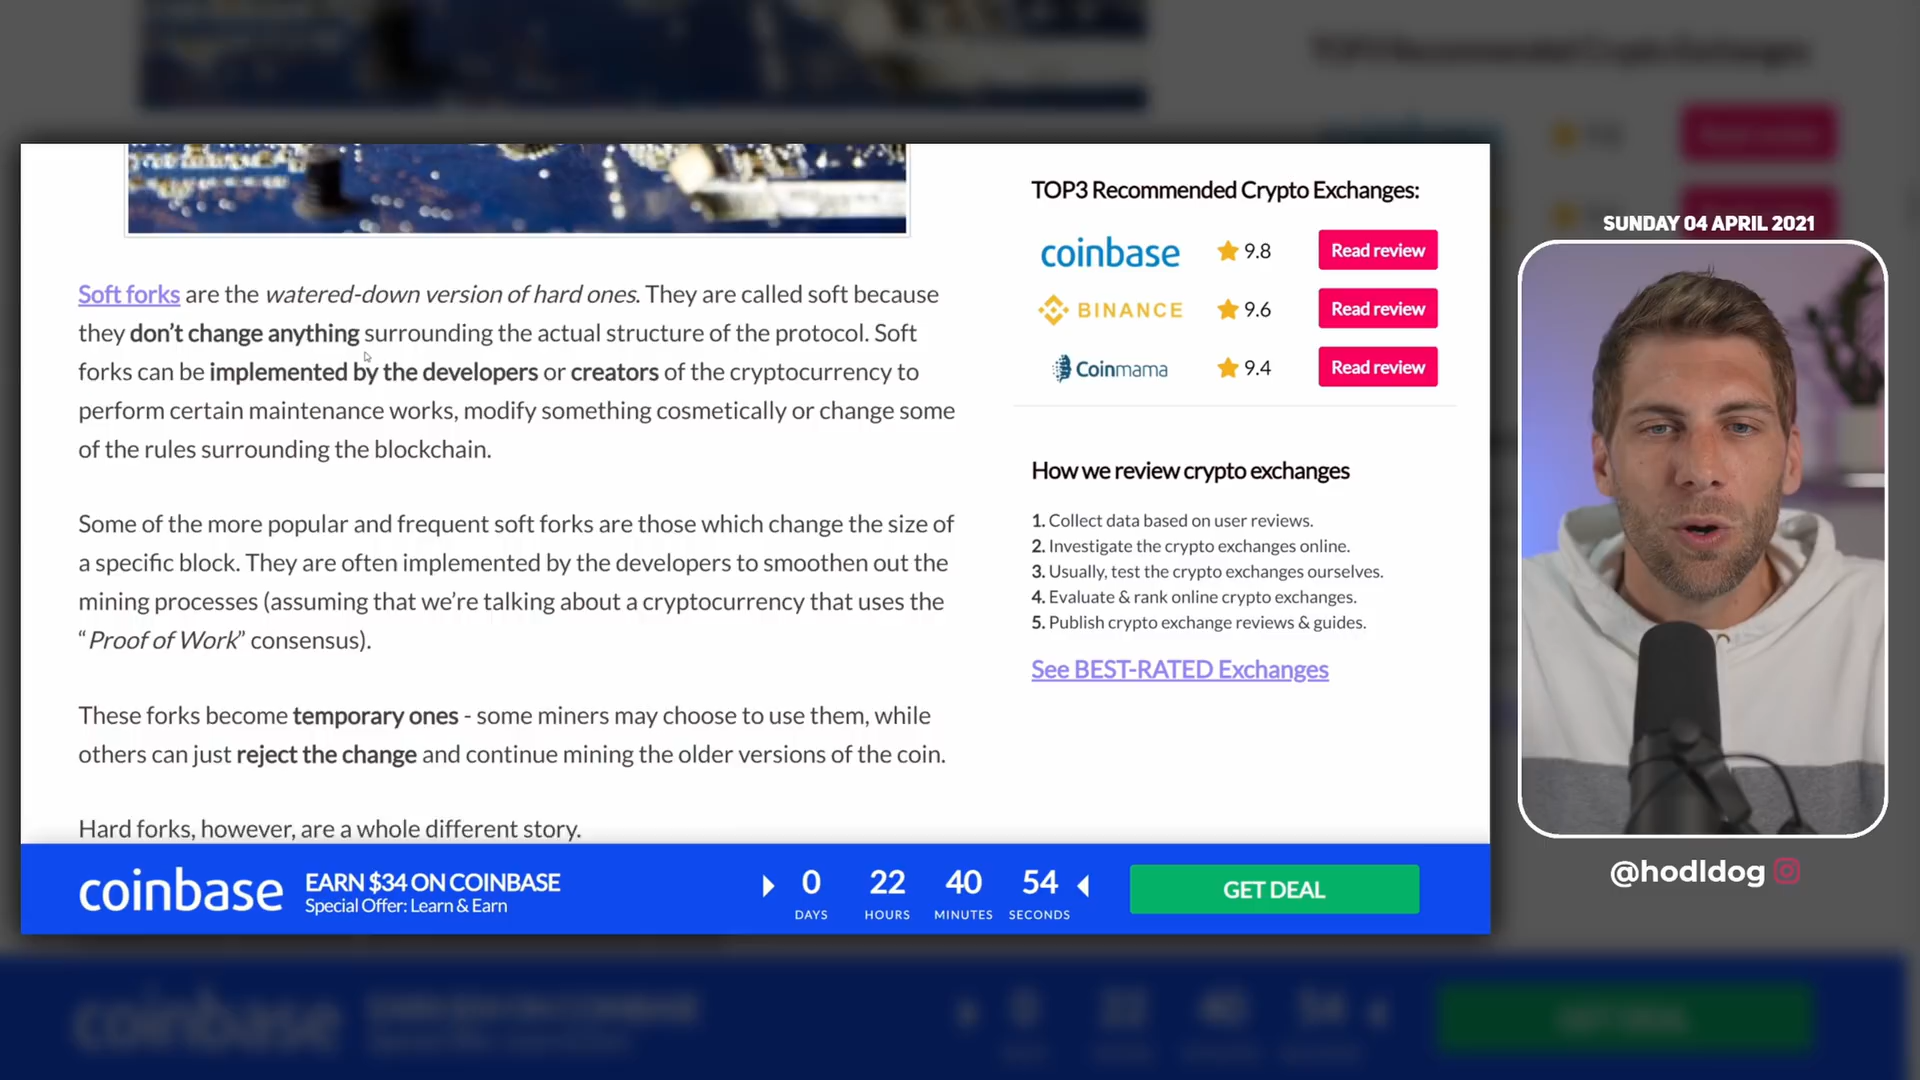 Soft forks are the watered-down version of hard ones. They are called soft because
they don’t change anything surrounding the actual structure of the protocol. Soft
forks can be implemented by the developers or creators of the cryptocurrency to
perform certain maintenance works, modify something cosmetically or change some
of the rules surrounding the blockchain.
Some of the more popular and frequent soft forks are those which change the size of
a specific block. They are often implemented by the developers to smoothen out the
mining processes (assuming that we’re talking about a cryptocurrency that uses the
“Proof of Work” consensus).
These forks become temporary ones - some miners may choose to use them, while
others can just reject the change and continue mining the older versions of the coin.
Hard forks, however, are a whole different story.
TOP3 Recommended Crypto Exchanges:
coinbase 9.8 Read review
BINANCE 9.6 Read review
Coinmama 9.4 Read review
How we review crypto exchanges
1. Collect data based on user reviews.
2. Investigate the crypto exchanges online.
3. Usually, test the crypto exchanges ourselves.
4. Evaluate & rank online crypto exchanges.
5. Publish crypto exchange reviews & guides.
See BEST-RATED Exchanges
coinbase
EARN $34 ON COINBASE
Special Offer: Learn & Earn
0 22 40 54
DAYS HOURS MINUTES SECONDS
GET DEAL
SUNDAY 04 APRIL 2021
@hodldog